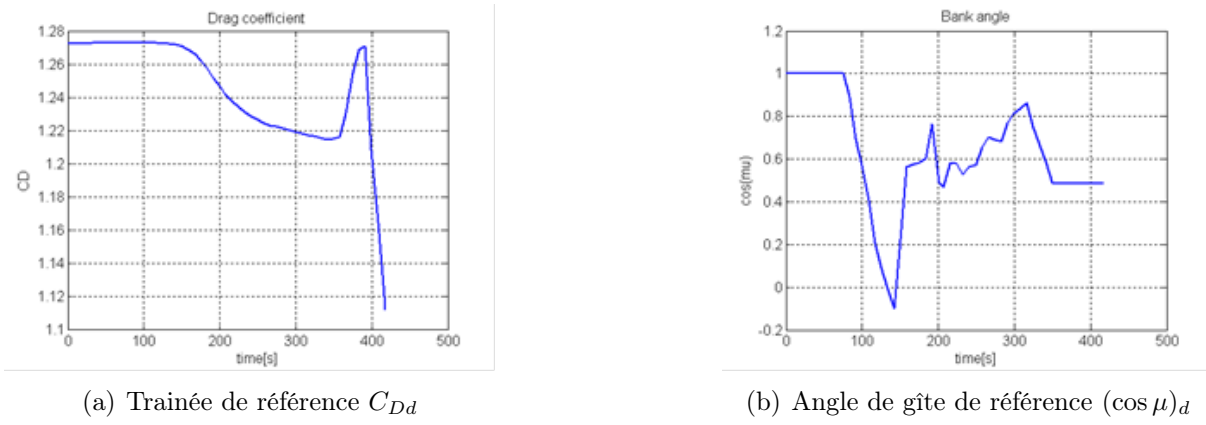 Drag coefficient
1.28
1.26
1.24
1.22
1.2
1.18
1.16
1.14
1.12
1.1
CD
0 100 200 300 400 500
time[s]
(a) Trainée de référence C_{Dd}
Bank angle
1.2
1
0.8
0.6
0.4
0.2
0
-0.2
cos(mu)
0 100 200 300 400 500
time[s]
(b) Angle de gîte de référence (cos μ)_d